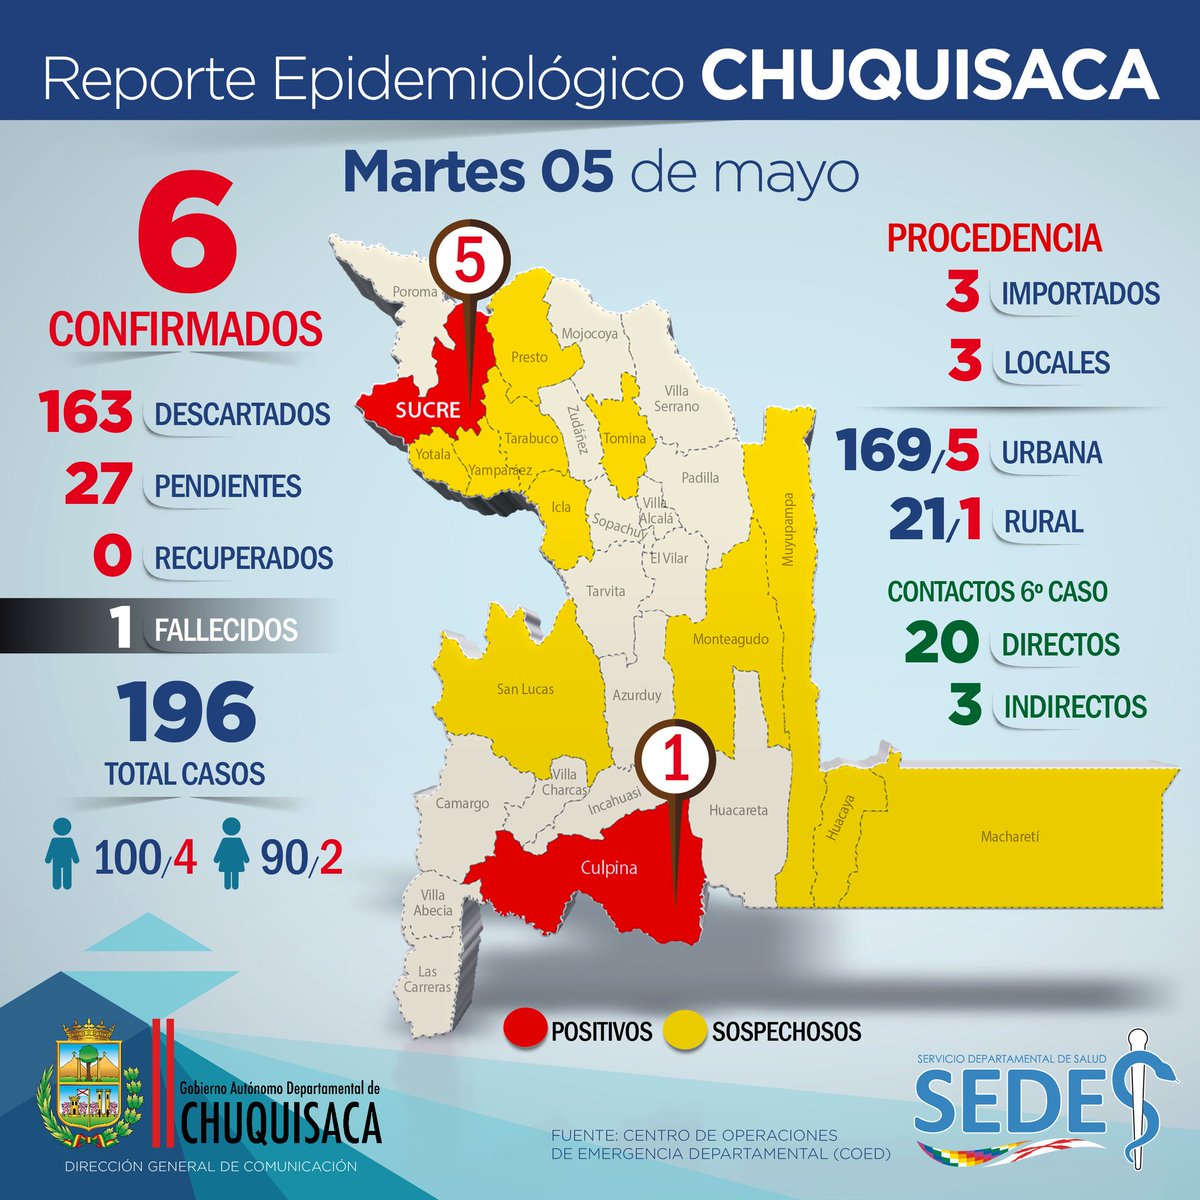 Reporte Epidemiológico CHUQUISACA
Martes 05 de mayo
6
CONFIRMADOS
163 DESCARTADOS
27 PENDIENTES
0 RECUPERADOS
1 FALLECIDOS
196
TOTAL CASOS
100/4 90/2
5
Poroma
SUCRE
Presto
Mojocoya
Villa
Serrano
Zudáñez
Tomina
Tarabuco
Yotala
Yamparáez
Icla
Padilla
Sopachuy
Villa
Alcalá
El Vilar
Tarvita
Muyupampa
Monteagudo
San Lucas
Azurduy
1
Villa
Charcas
Incahuasi
Camargo
Huacareta
Huacaya
Macharetí
Culpina
Villa
Abecia
Las
Carreras
PROCEDENCIA
3 IMPORTADOS
3 LOCALES
169/5 URBANA
21/1 RURAL
CONTACTOS 6º CASO
20 DIRECTOS
3 INDIRECTOS
POSITIVOS SOSPECHOSOS
Gobierno Autónomo Departamental de
CHUQUISACA
DIRECCIÓN GENERAL DE COMUNICACIÓN
FUENTE: CENTRO DE OPERACIONES
DE EMERGENCIA DEPARTAMENTAL (COED)
SERVICIO DEPARTAMENTAL DE SALUD
SEDES